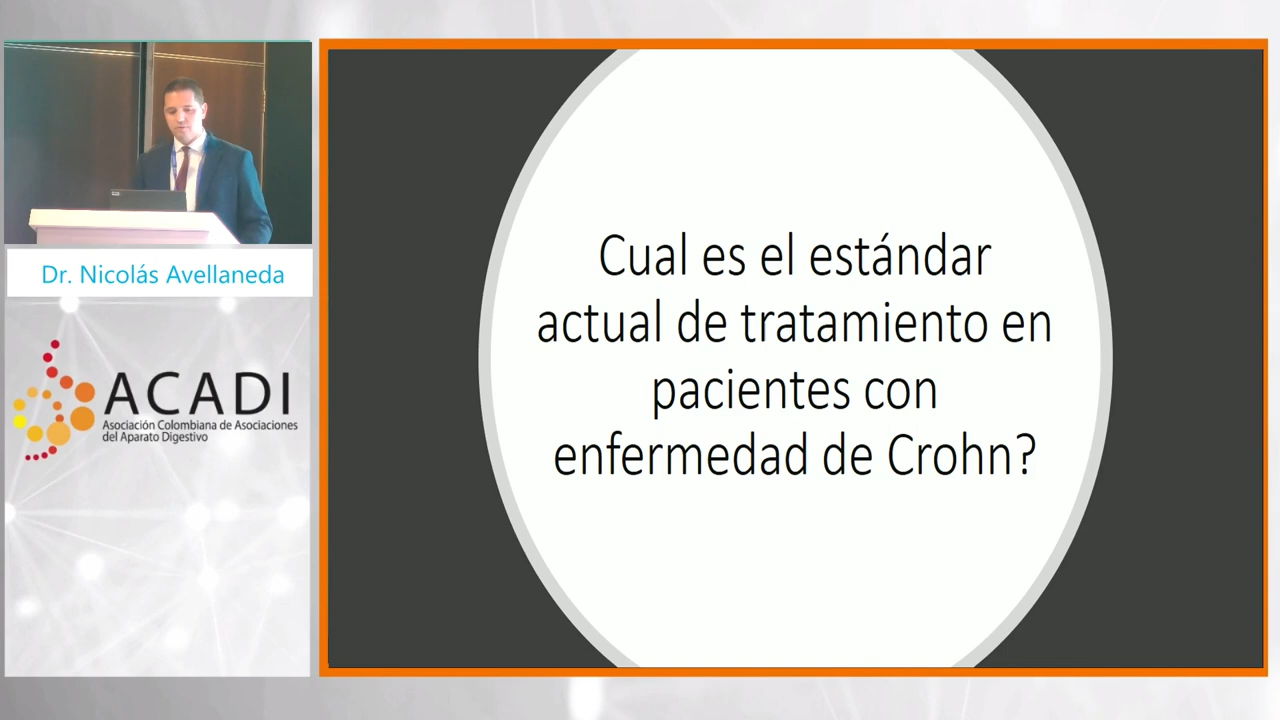 Dr. Nicolás Avellaneda
ACADI
Asociación Colombiana de Asociaciones
del Aparato Digestivo
Cual es el estándar
actual de tratamiento en
pacientes con
enfermedad de Crohn?